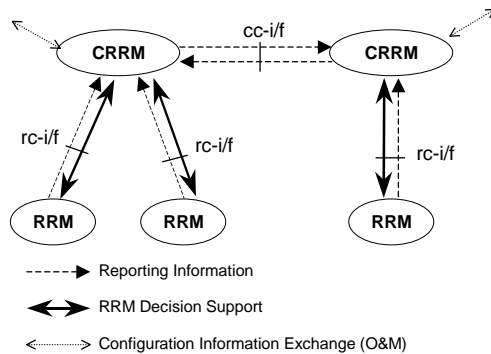 cc-i/f
CRRM
CRRM
rc-i/f
rc-i/f
rc-i/f
RRM
RRM
RRM
Reporting Information
RRM Decision Support
Configuration Information Exchange (O&M)